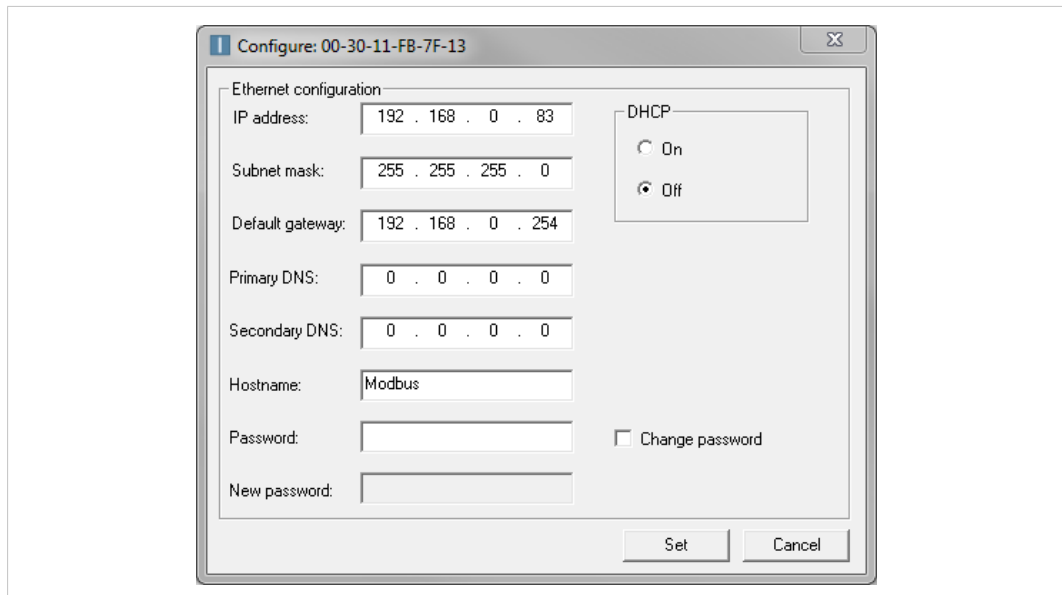 Configure: 00-30-11-FB-7F-13
Ethernet configuration
IP address: 192 . 168 . 0 . 83
DHCP
On
Subnet mask: 255 . 255 . 255 . 0
Off
Default gateway: 192 . 168 . 0 . 254
Primary DNS: 0 . 0 . 0 . 0
Secondary DNS: 0 . 0 . 0 . 0
Hostname: Modbus
Password:
Change password
New password:
Set
Cancel